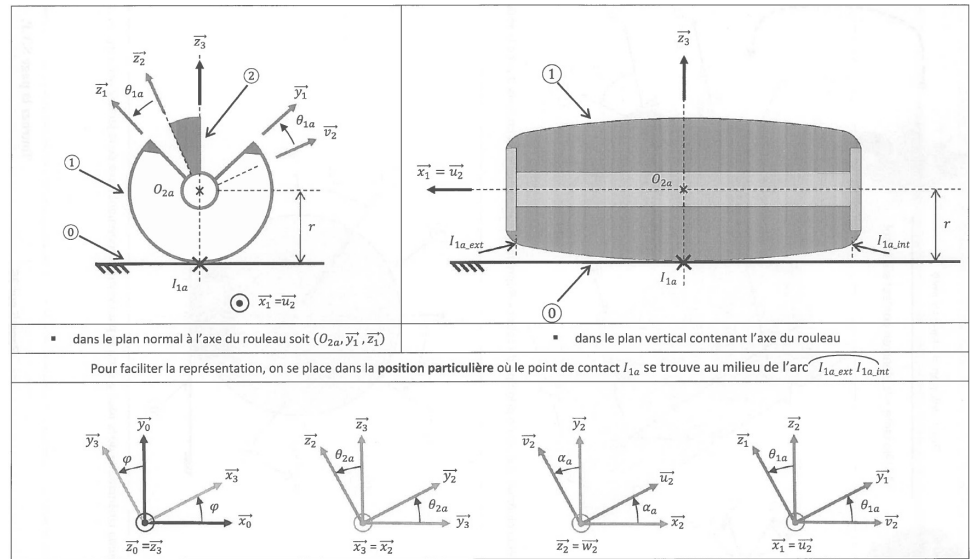 z₃
z₂
②
z₁
θ₁ₐ
y₁
θ₁ₐ
v₂
①
O₂ₐ
r
⓪
I₁ₐ
x₁ = u₂
z₃
①
x₁ = u₂
O₂ₐ
r
I₁ₐ_ext
I₁ₐ_int
I₁ₐ
⓪
▪ dans le plan normal à l'axe du rouleau soit (O₂ₐ, y₁, z₁)
▪ dans le plan vertical contenant l'axe du rouleau
Pour faciliter la représentation, on se place dans la position particulière où le point de contact I₁ₐ se trouve au milieu de l'arc I₁ₐ_ext I₁ₐ_int
y₃
y₀
φ
x₃
φ
x₀
z₀ = z₃
z₂
z₃
θ₂ₐ
y₂
θ₂ₐ
y₃
x₃ = x₂
v₂
y₂
αₐ
u₂
αₐ
x₂
z₂ = w₂
z₁
z₂
θ₁ₐ
y₁
θ₁ₐ
v₂
x₁ = u₂